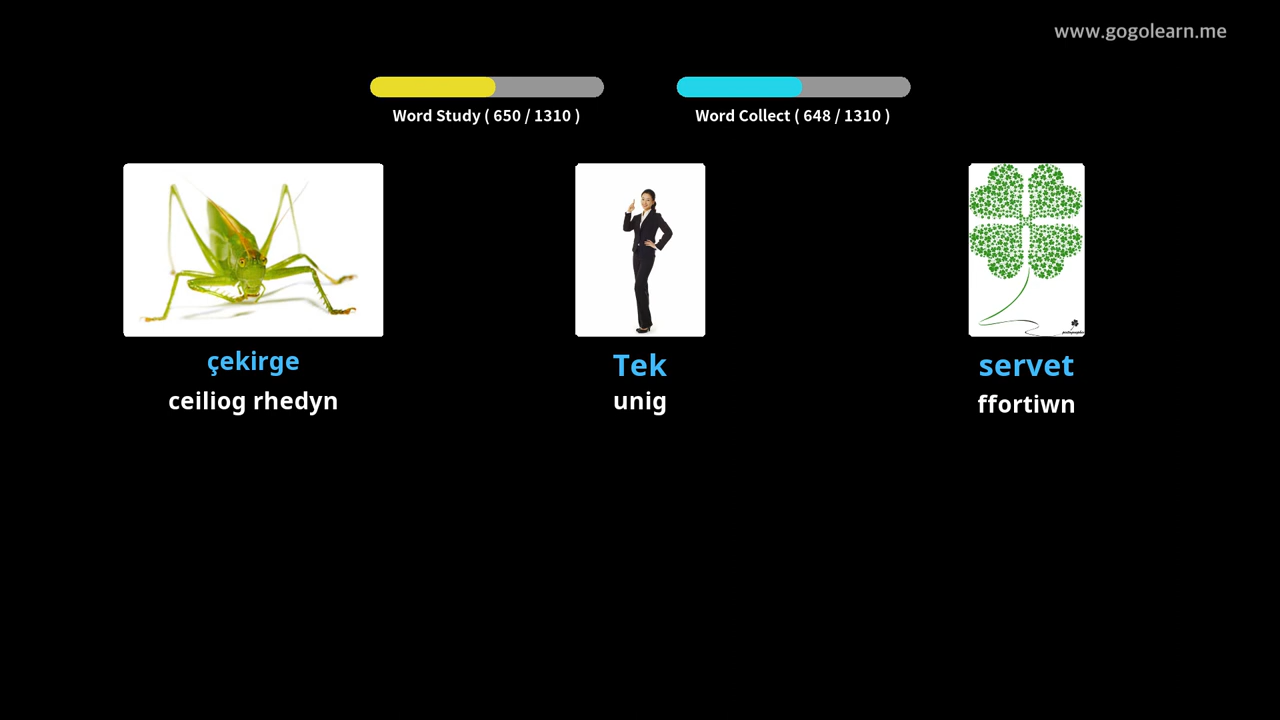 www.gogolearn.me
Word Study ( 650 / 1310 )
Word Collect ( 648 / 1310 )
çekirge
ceiliog rhedyn
Tek
unig
servet
ffortiwn